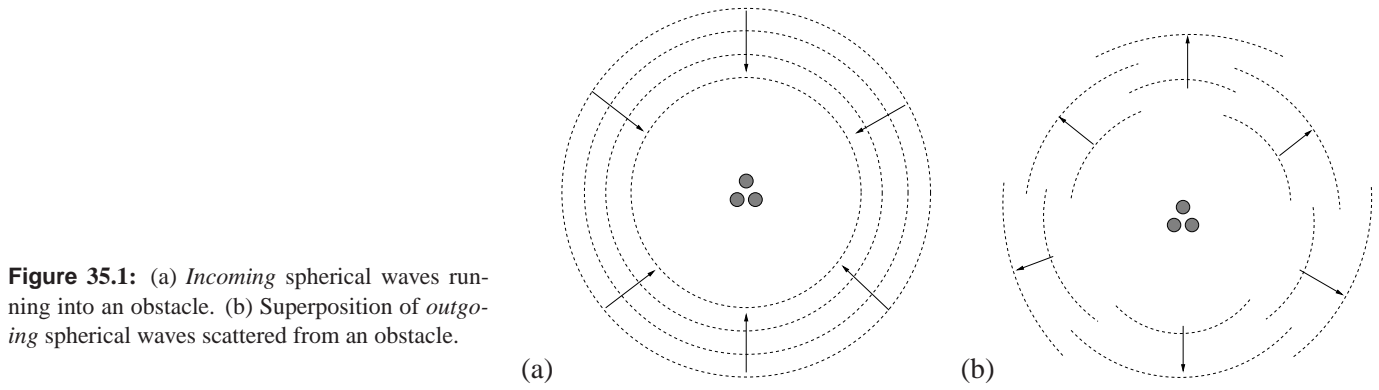 Figure 35.1: (a) Incoming spherical waves run-
ning into an obstacle. (b) Superposition of outgo-
ing spherical waves scattered from an obstacle.
(a)
(b)